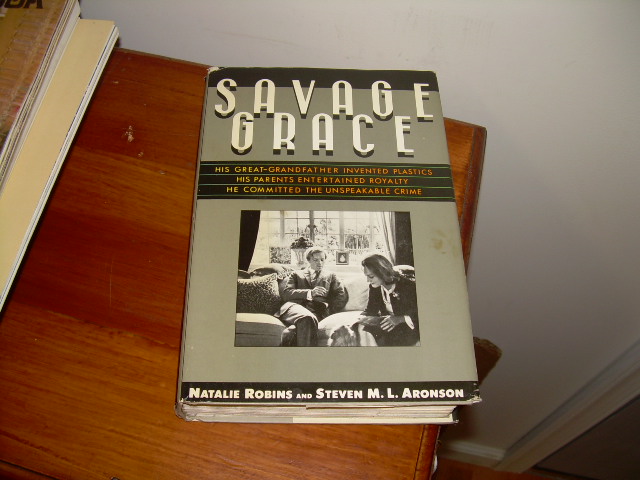 SAVAGE
GRACE
HIS GREAT-GRANDFATHER INVENTED PLASTICS
HIS PARENTS ENTERTAINED ROYALTY
HE COMMITTED THE UNSPEAKABLE CRIME
NATALIE ROBINS AND STEVEN M. L. ARONSON